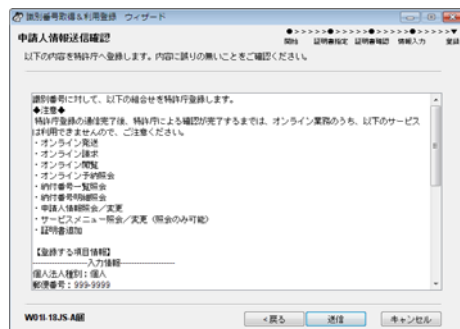 識別番号取得&利用登録 ウィザード
申請人情報送信確認
開始 証明書指定 証明書確認 情報入力 登録
以下の内容を特許庁へ登録します。内容に誤りの無いことをご確認ください。
識別番号に対して、以下の組合せを特許庁登録します。
◆注意◆
特許庁登録の通信完了後、特許庁による確認が完了するまでは、オンライン業務のうち、以下のサービス
は利用できませんので、ご注意ください。
・オンライン発送
・オンライン請求
・オンライン閲覧
・オンライン予納照会
・納付番号一覧照会
・納付番号明細照会
・申請人情報照会/変更
・サービスメニュー照会/変更（照会のみ可能）
・証明書追加
【登録する項目情報】
--------------------入力情報--------------------
個人法人種別：個人
郵便番号：999-9999
W01I-18.JS-A画
<戻る 送信 キャンセル